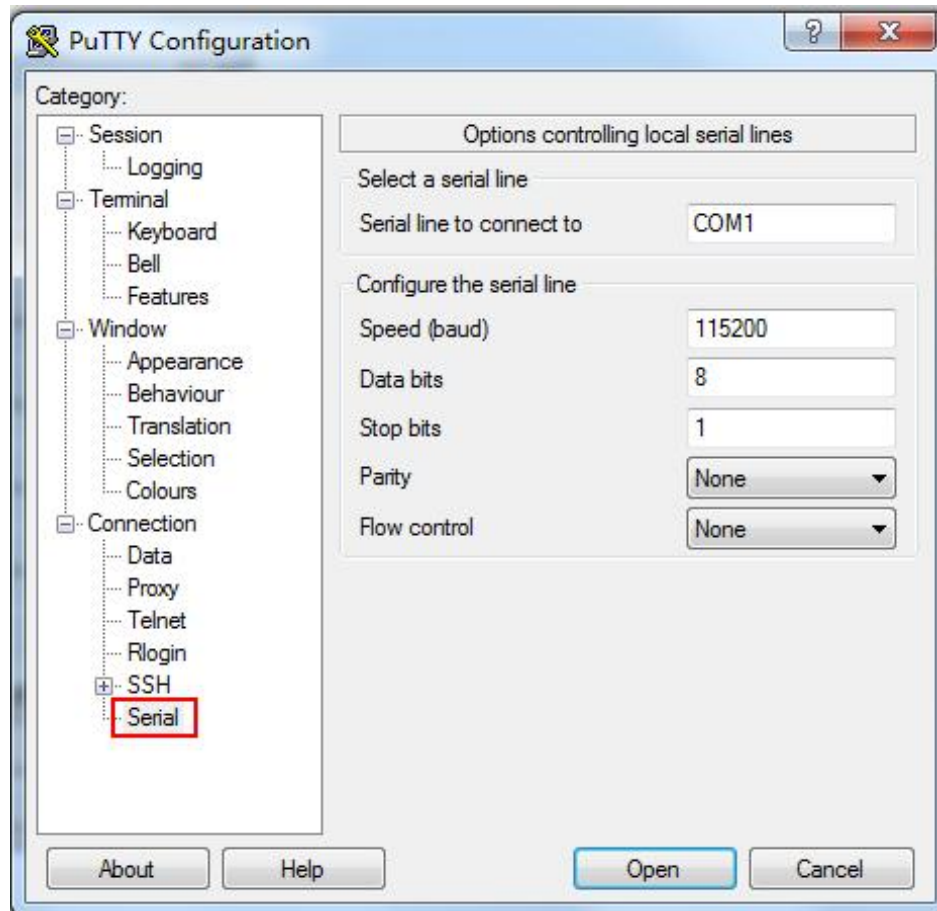 PuTTY Configuration
Category:
Session
Logging
Terminal
Keyboard
Bell
Features
Window
Appearance
Behaviour
Translation
Selection
Colours
Connection
Data
Proxy
Telnet
Rlogin
SSH
Serial
Options controlling local serial lines
Select a serial line
Serial line to connect to COM1
Configure the serial line
Speed (baud) 115200
Data bits 8
Stop bits 1
Parity None
Flow control None
About Help Open Cancel